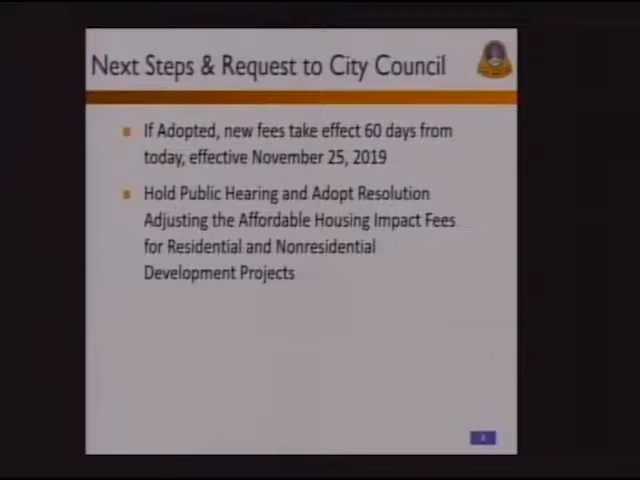 Next Steps & Request to City Council
If Adopted, new fees take effect 60 days from
today, effective November 25, 2019
Hold Public Hearing and Adopt Resolution
Adjusting the Affordable Housing Impact Fees
for Residential and Nonresidential
Development Projects